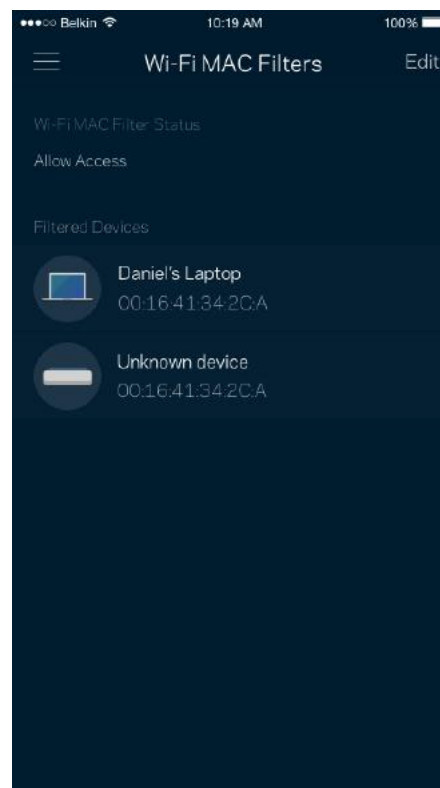 Belkin 10:19 AM 100%
Wi-Fi MAC Filters Edit
Wi-Fi MAC Filter Status
Allow Access
Filtered Devices
Daniel's Laptop
00:16:41:34:2C:A
Unknown device
00:16:41:34:2C:A